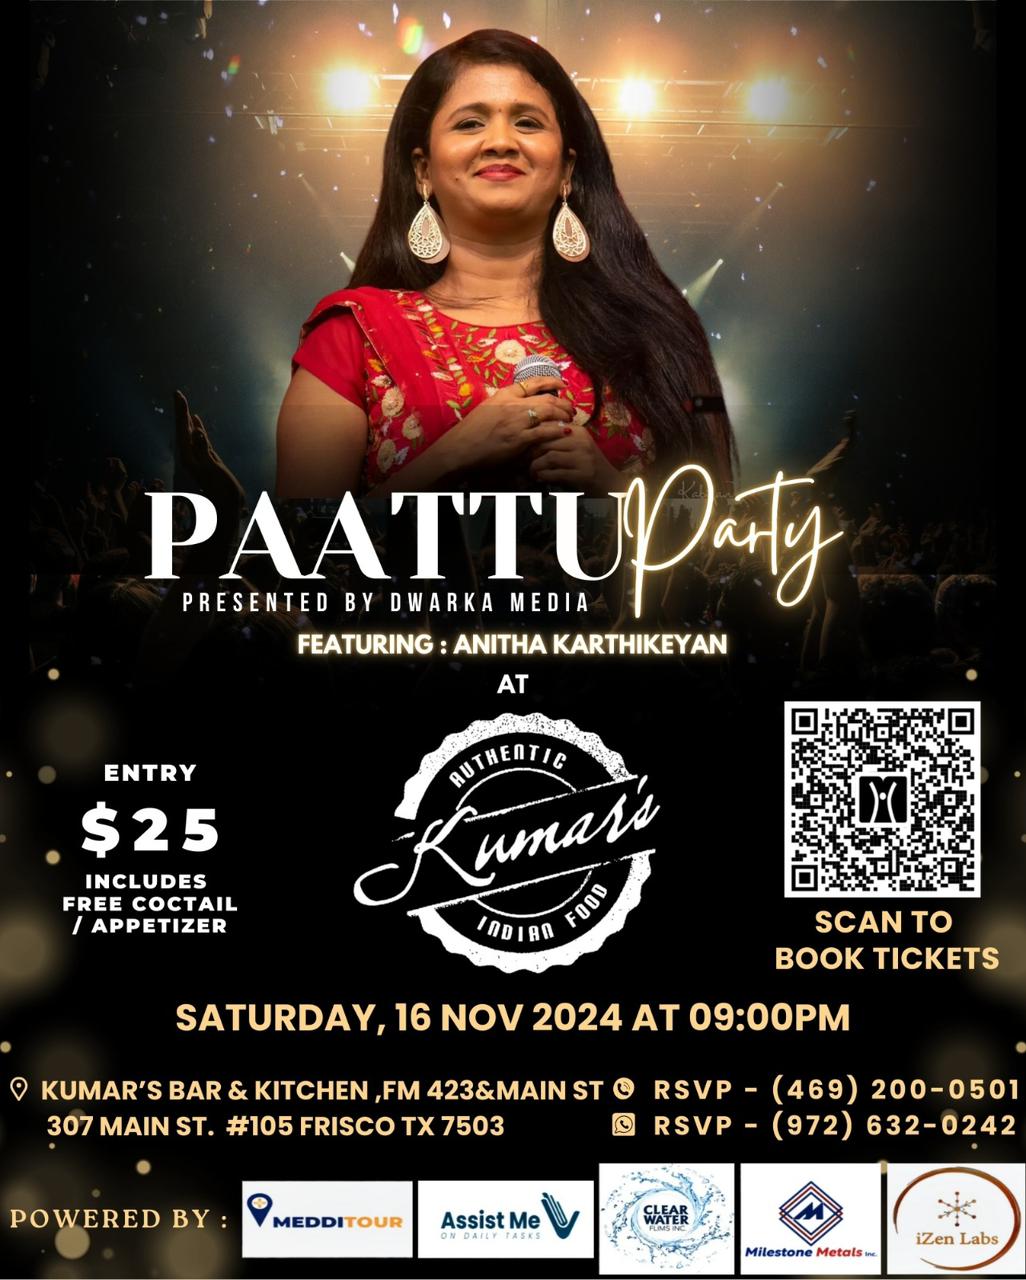 PAATTU Party
PRESENTED BY DWARKA MEDIA
FEATURING : ANITHA KARTHIKEYAN
AT
ENTRY
$25
INCLUDES
FREE COCTAIL
/ APPETIZER
AUTHENTIC
Kumar's
INDIAN FOOD
SCAN TO
BOOK TICKETS
SATURDAY, 16 NOV 2024 AT 09:00PM
KUMAR'S BAR & KITCHEN ,FM 423&MAIN ST
307 MAIN ST. #105 FRISCO TX 7503
RSVP - (469) 200-0501
RSVP - (972) 632-0242
POWERED BY :
MEDDITOUR
Assist Me
ON DAILY TASKS
CLEAR
WATER
FLIMS INC.
Milestone Metals Inc.
iZen Labs